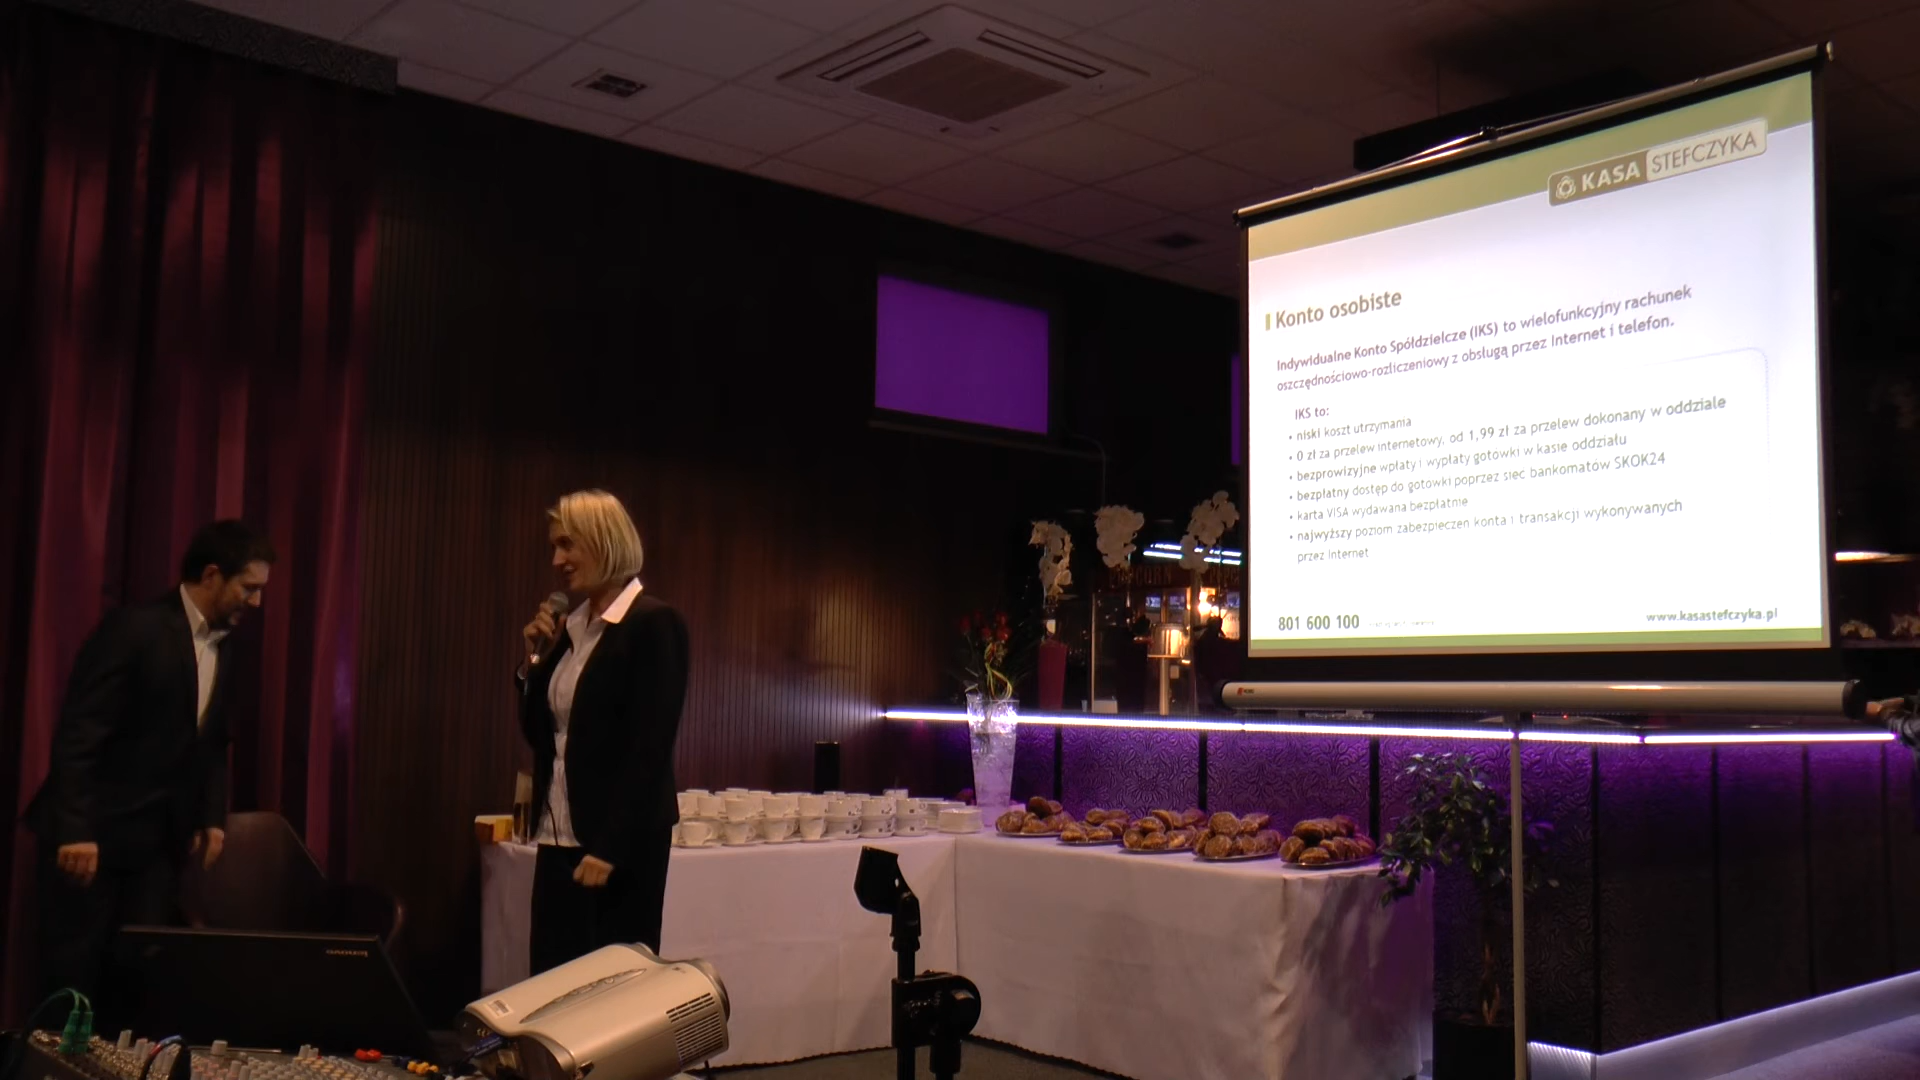 KASA STEFCZYKA
Konto osobiste
Indywidualne Konto Spółdzielcze (IKS) to wielofunkcyjny rachunek
oszczędnościowo-rozliczeniowy z obsługą przez Internet i telefon.
IKS to:
• niski koszt utrzymania
• 0 zł za przelew internetowy, od 1,99 zł za przelew dokonany w oddziale
• bezprowizyjne wpłaty i wypłaty gotówki w kasie oddziału
• bezpłatny dostęp do gotówki poprzez sieć bankomatów SKOK24
• karta VISA wydawana bezpłatnie
• najwyższy poziom zabezpieczeń konta i transakcji wykonywanych
przez Internet
801 600 100
www.kasastefczyka.pl
lenovo